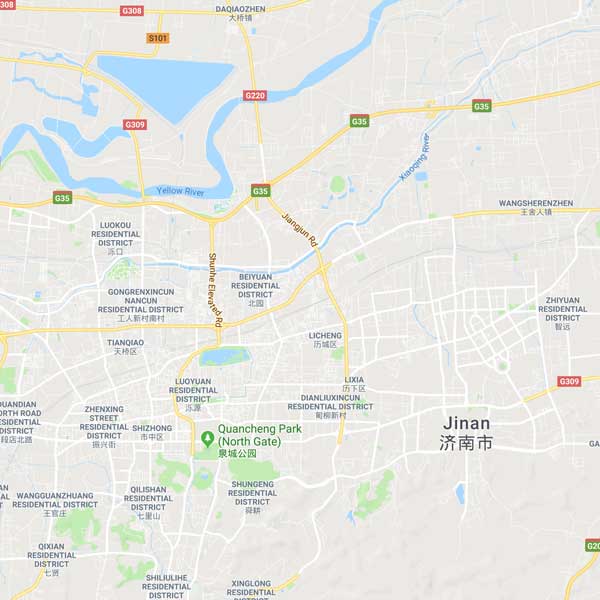 G308
G308
DAQIAOZHEN
大桥镇
S101
G220
G309
G35
G35
Yellow River
Xiaoqing River
G35
G35
WANGSHERENZHEN
王舍人镇
Jiangjun Rd
LUOKOU
RESIDENTIAL
DISTRICT
泺口
Shunhe Elevated Rd
BEIYUAN
RESIDENTIAL
DISTRICT
北园
GONGRENXINCUN
NANCUN
RESIDENTIAL DISTRICT
工人新村南村
ZHIYUAN
RESIDENTIAL
DISTRICT
智远
TIANQIAO
天桥区
LICHENG
历城区
LUOYUAN
RESIDENTIAL
DISTRICT
泺源
LIXIA
历下区
G309
DIANLIUXINCUN
RESIDENTIAL DISTRICT
甸柳新村
DUANDIAN
NORTH ROAD
RESIDENTIAL
DISTRICT
段店北路
ZHENXING
STREET
RESIDENTIAL
DISTRICT
振兴街
SHIZHONG
市中区
Quancheng Park
(North Gate)
泉城公园
Jinan
济南市
GA
WANGGUANZHUANG
RESIDENTIAL DISTRICT
王官庄
QILISHAN
RESIDENTIAL
DISTRICT
七里山
SHUNGENG
RESIDENTIAL
DISTRICT
舜耕
QIXIAN
RESIDENTIAL
DISTRICT
七贤
G20
SHILIULIHE
RESIDENTIAL
XINGLONG
RESIDENTIAL
DISTRICT